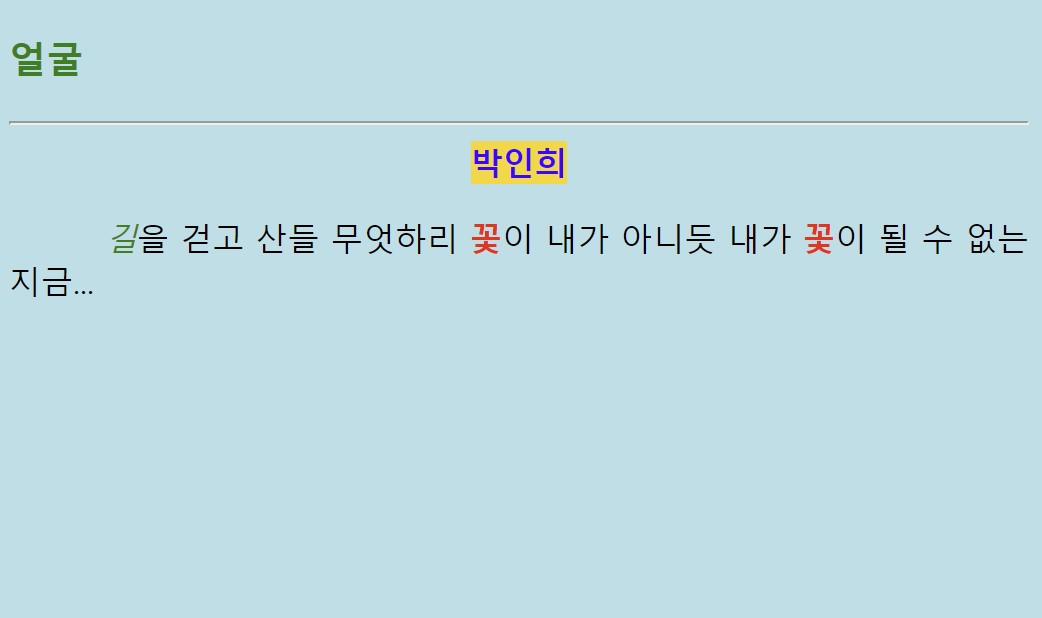 얼굴
박인희
길을 걷고 산들 무엇하리 꽃이 내가 아니듯 내가 꽃이 될 수 없는
지금...